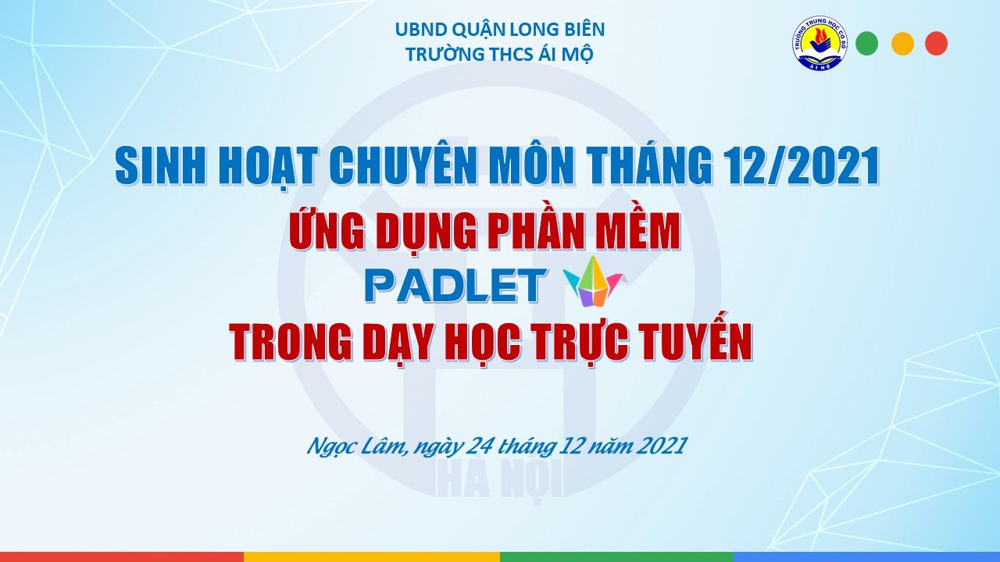 UBND QUẬN LONG BIÊN
TRƯỜNG THCS ÁI MỘ
TRƯỜNG TRUNG HỌC CƠ SỞ
ÁI MỘ
SINH HOẠT CHUYÊN MÔN THÁNG 12/2021
ỨNG DỤNG PHẦN MỀM
PADLET
TRONG DẠY HỌC TRỰC TUYẾN
Ngọc Lâm, ngày 24 tháng 12 năm 2021
HÀ NỘI